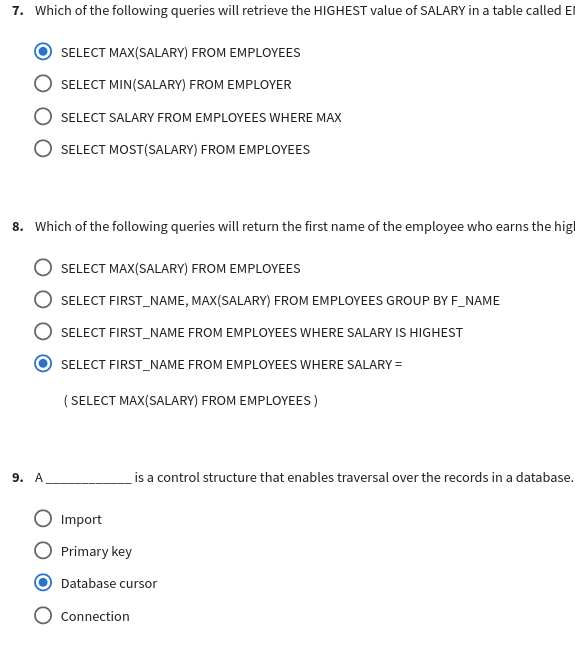 7. Which of the following queries will retrieve the HIGHEST value of SALARY in a table called
SELECT MAX(SALARY) FROM EMPLOYEES
SELECT MIN(SALARY) FROM EMPLOYER
SELECT SALARY FROM EMPLOYEES WHERE MAX
SELECT MOST(SALARY) FROM EMPLOYEES
8. Which of the following queries will return the first name of the employee who earns the
SELECT MAX(SALARY) FROM EMPLOYEES
SELECT FIRST_NAME, MAX(SALARY) FROM EMPLOYEES GROUP BY F_NAME
SELECT FIRST_NAME FROM EMPLOYEES WHERE SALARY IS HIGHEST
SELECT FIRST_NAME FROM EMPLOYEES WHERE SALARY =
( SELECT MAX(SALARY) FROM EMPLOYEES )
9. A ____________ is a control structure that enables traversal over the records in a database.
Import
Primary key
Database cursor
Connection